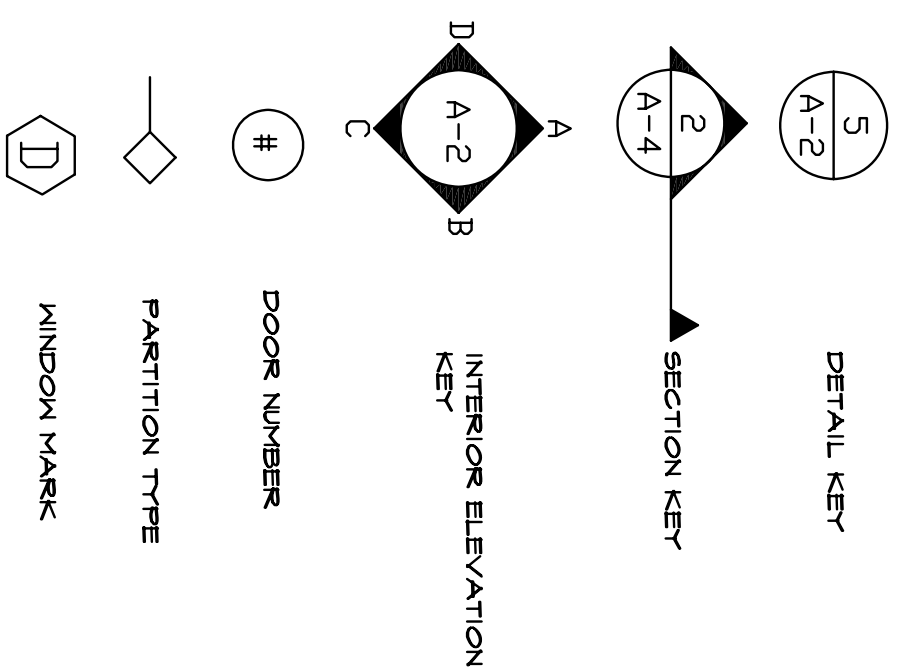 5
A-2
DETAIL KEY
2
A-4
SECTION KEY
A
D
A-2
B
C
INTERIOR ELEVATION
KEY
#
DOOR NUMBER
PARTITION TYPE
D
WINDOW MARK